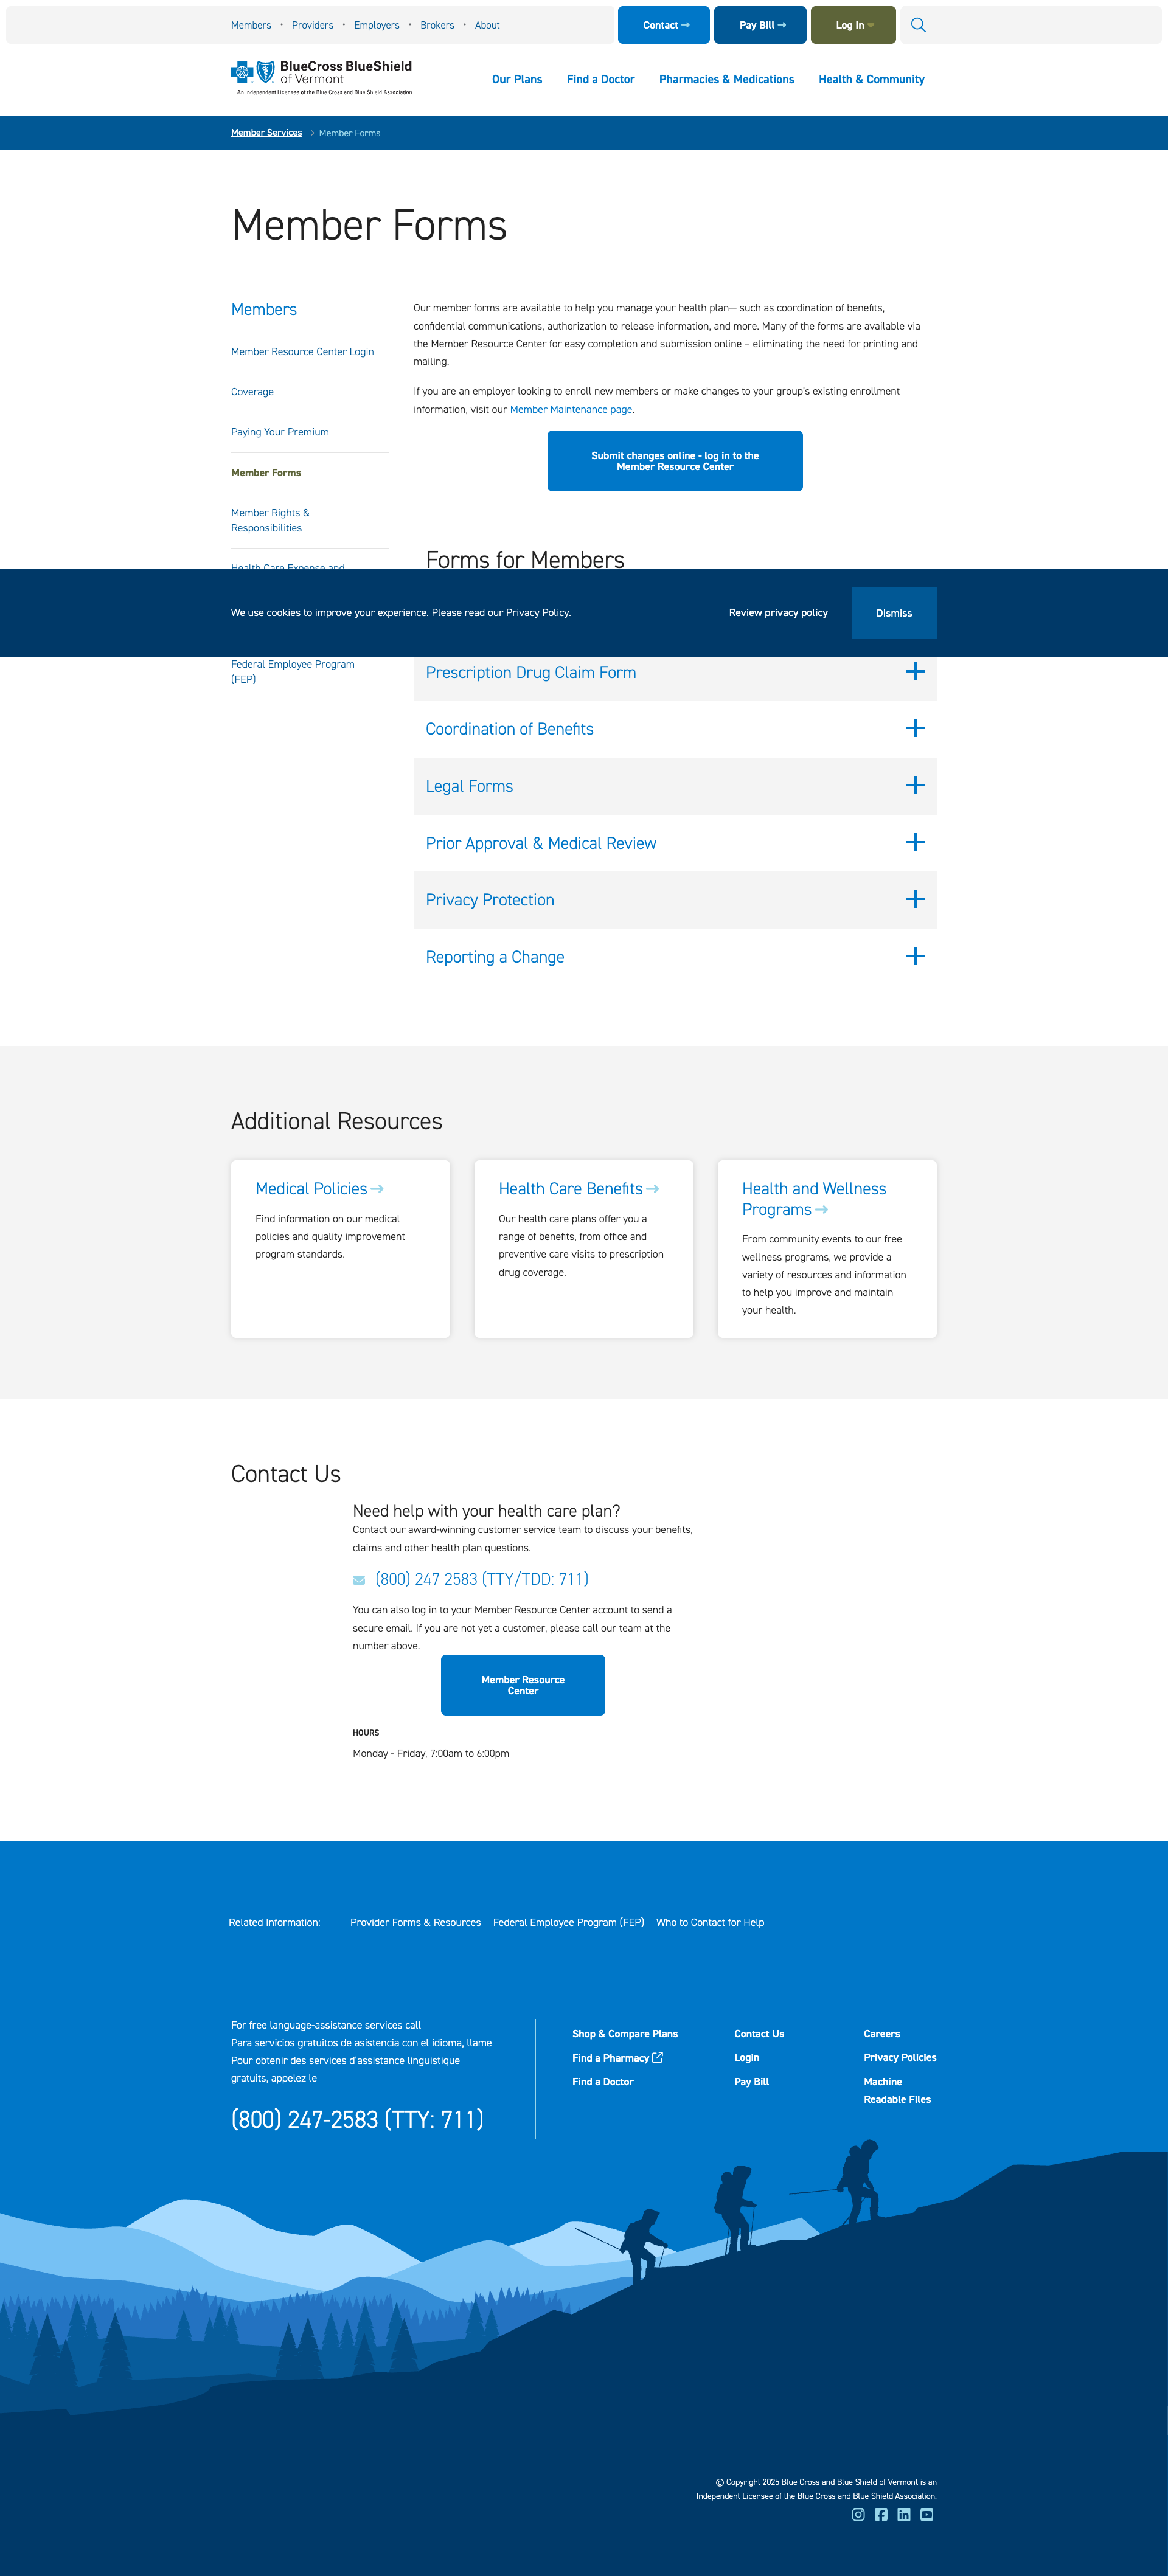 Members • Providers • Employers • Brokers • About
Contact
Pay Bill
Log In
BlueCross BlueShield
of Vermont
An Independent Licensee of the Blue Cross and Blue Shield Association.
Our Plans
Find a Doctor
Pharmacies & Medications
Health & Community
Member Services
Member Forms
Member Forms
Members
Member Resource Center Login
Coverage
Paying Your Premium
Member Forms
Member Rights &
Responsibilities
Health Care Expense and
Our member forms are available to help you manage your health plan— such as coordination of benefits,
confidential communications, authorization to release information, and more. Many of the forms are available via
the Member Resource Center for easy completion and submission online – eliminating the need for printing and
mailing.
If you are an employer looking to enroll new members or make changes to your group's existing enrollment
information, visit our Member Maintenance page.
Submit changes online - log in to the
Member Resource Center
Forms for Members
We use cookies to improve your experience. Please read our Privacy Policy.
Review privacy policy
Dismiss
Federal Employee Program
(FEP)
Prescription Drug Claim Form
Coordination of Benefits
Legal Forms
Prior Approval & Medical Review
Privacy Protection
Reporting a Change
Additional Resources
Medical Policies
Find information on our medical
policies and quality improvement
program standards.
Health Care Benefits
Our health care plans offer you a
range of benefits, from office and
preventive care visits to prescription
drug coverage.
Health and Wellness
Programs
From community events to our free
wellness programs, we provide a
variety of resources and information
to help you improve and maintain
your health.
Contact Us
Need help with your health care plan?
Contact our award-winning customer service team to discuss your benefits,
claims and other health plan questions.
(800) 247 2583 (TTY/TDD: 711)
You can also log in to your Member Resource Center account to send a
secure email. If you are not yet a customer, please call our team at the
number above.
Member Resource
Center
HOURS
Monday - Friday, 7:00am to 6:00pm
Related Information:
Provider Forms & Resources
Federal Employee Program (FEP)
Who to Contact for Help
For free language-assistance services call
Para servicios gratuitos de asistencia con el idioma, llame
Pour obtenir des services d'assistance linguistique
gratuits, appelez le
(800) 247-2583 (TTY: 711)
Shop & Compare Plans
Find a Pharmacy
Find a Doctor
Contact Us
Login
Pay Bill
Careers
Privacy Policies
Machine
Readable Files
© Copyright 2025 Blue Cross and Blue Shield of Vermont is an
Independent Licensee of the Blue Cross and Blue Shield Association.